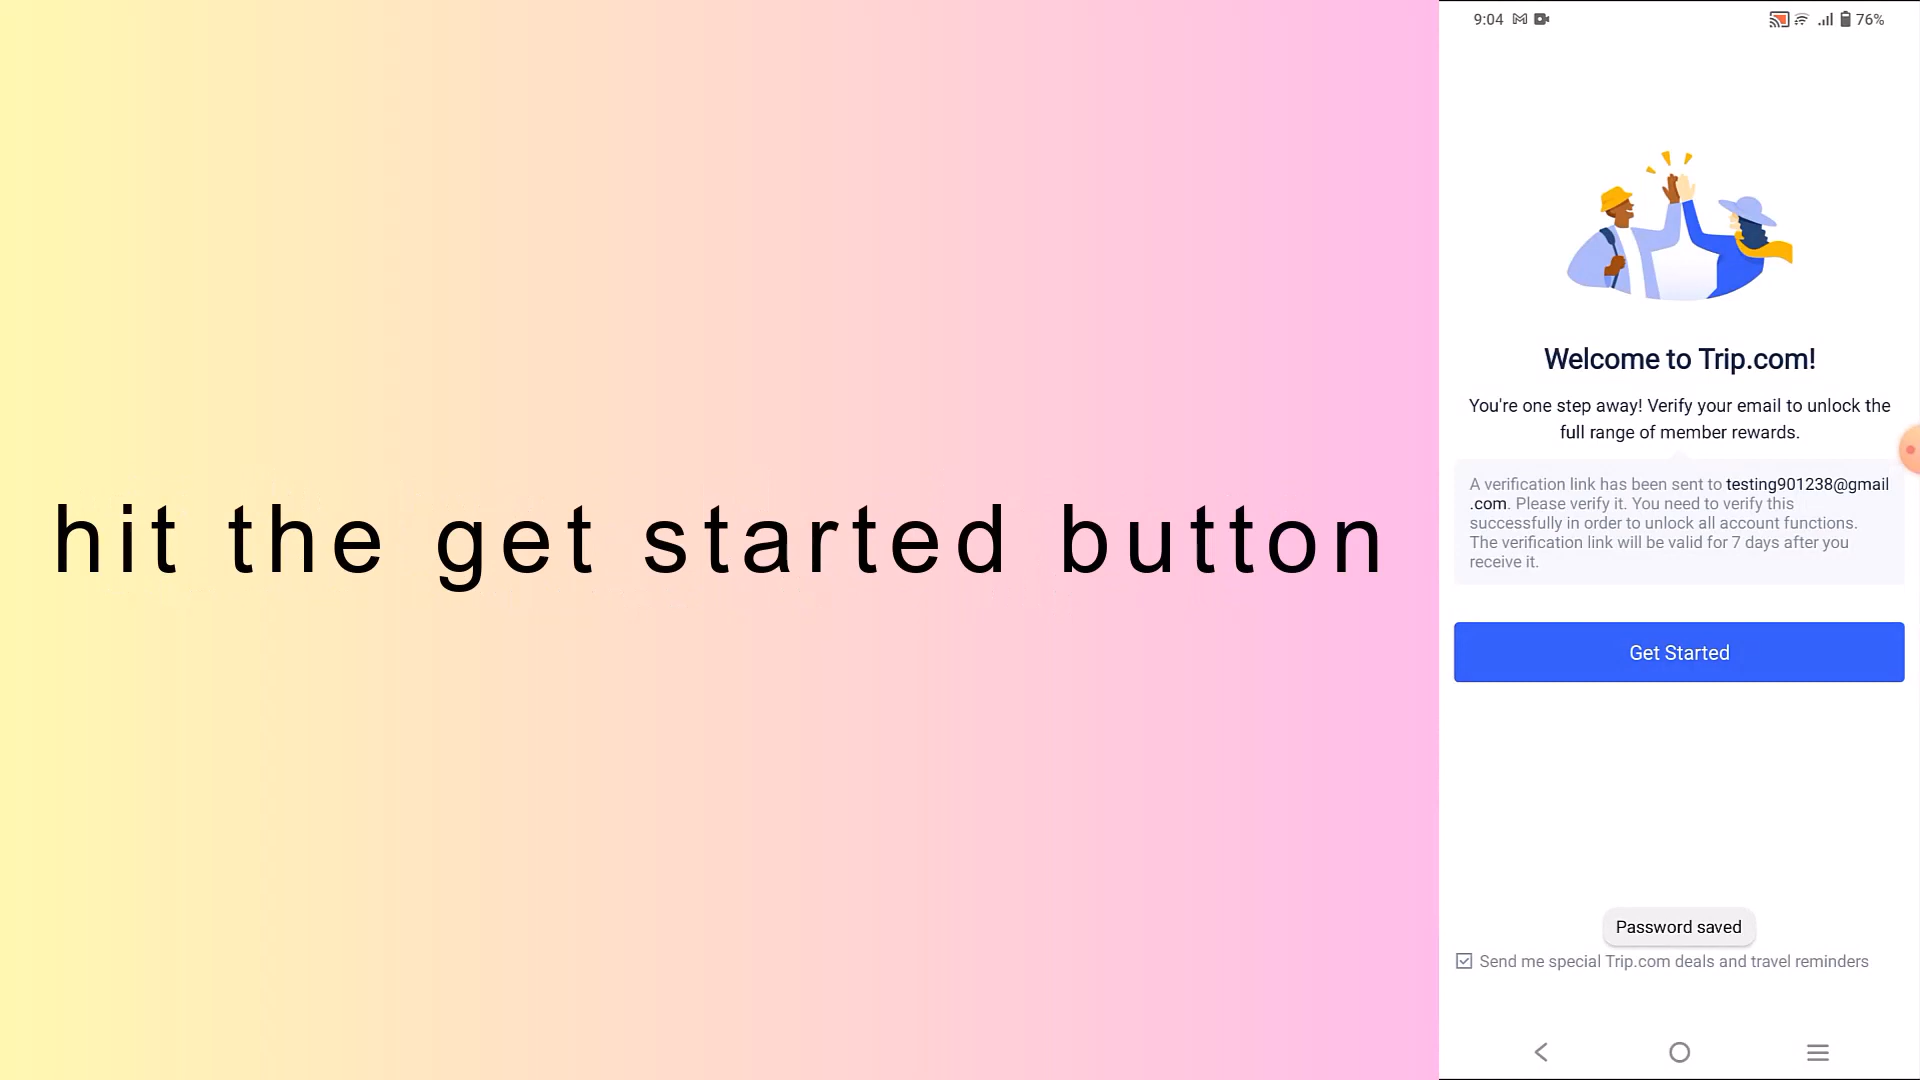 hit the get started button
9:04
76%
Welcome to Trip.com!
You're one step away! Verify your email to unlock the
full range of member rewards.
A verification link has been sent to testing901238@gmail
.com. Please verify it. You need to verify this
successfully in order to unlock all account functions.
The verification link will be valid for 7 days after you
receive it.
Get Started
Password saved
Send me special Trip.com deals and travel reminders